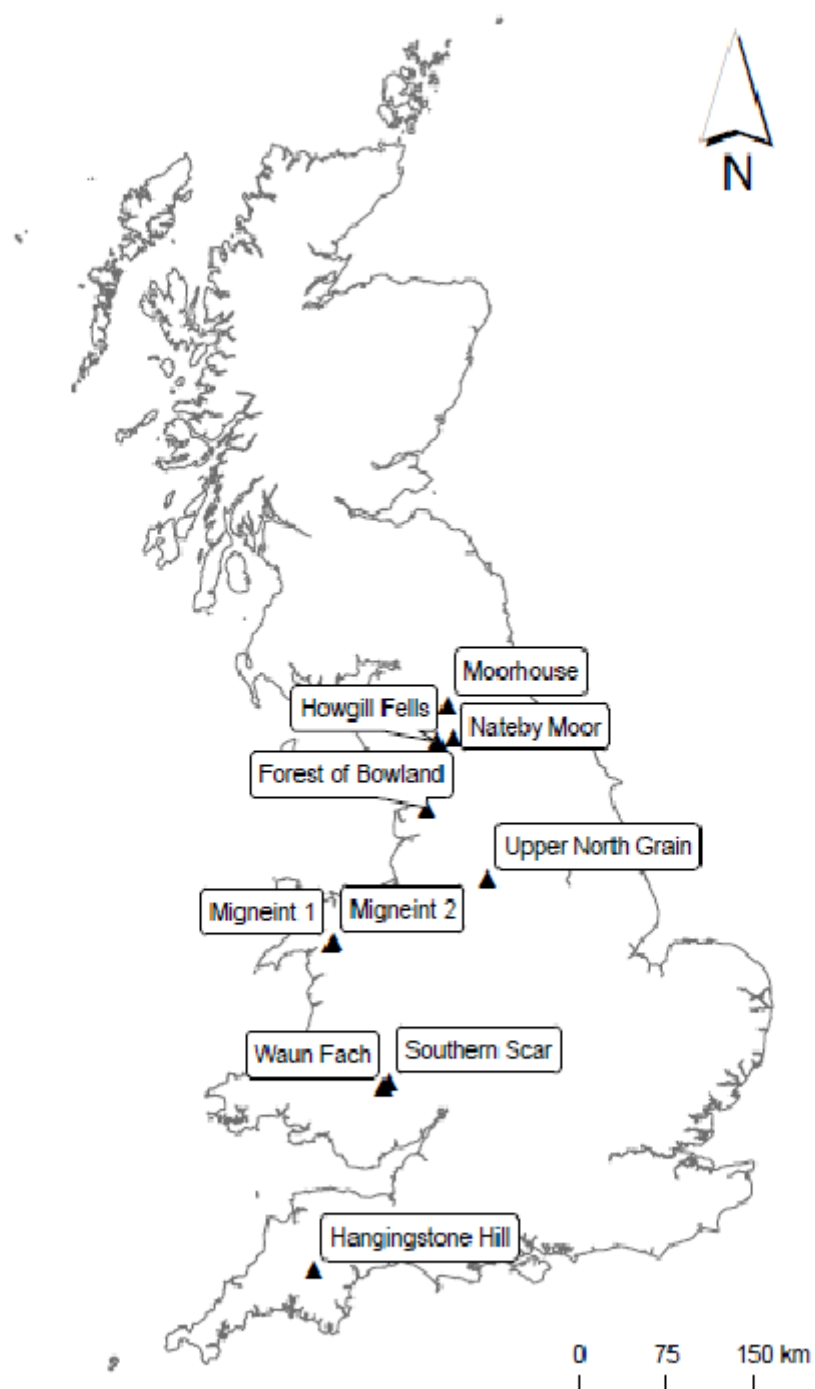 N
Moorhouse
Howgill Fells
Nateby Moor
Forest of Bowland
Upper North Grain
Migneint 1
Migneint 2
Waun Fach
Southern Scar
Hangingstone Hill
0 75 150 km